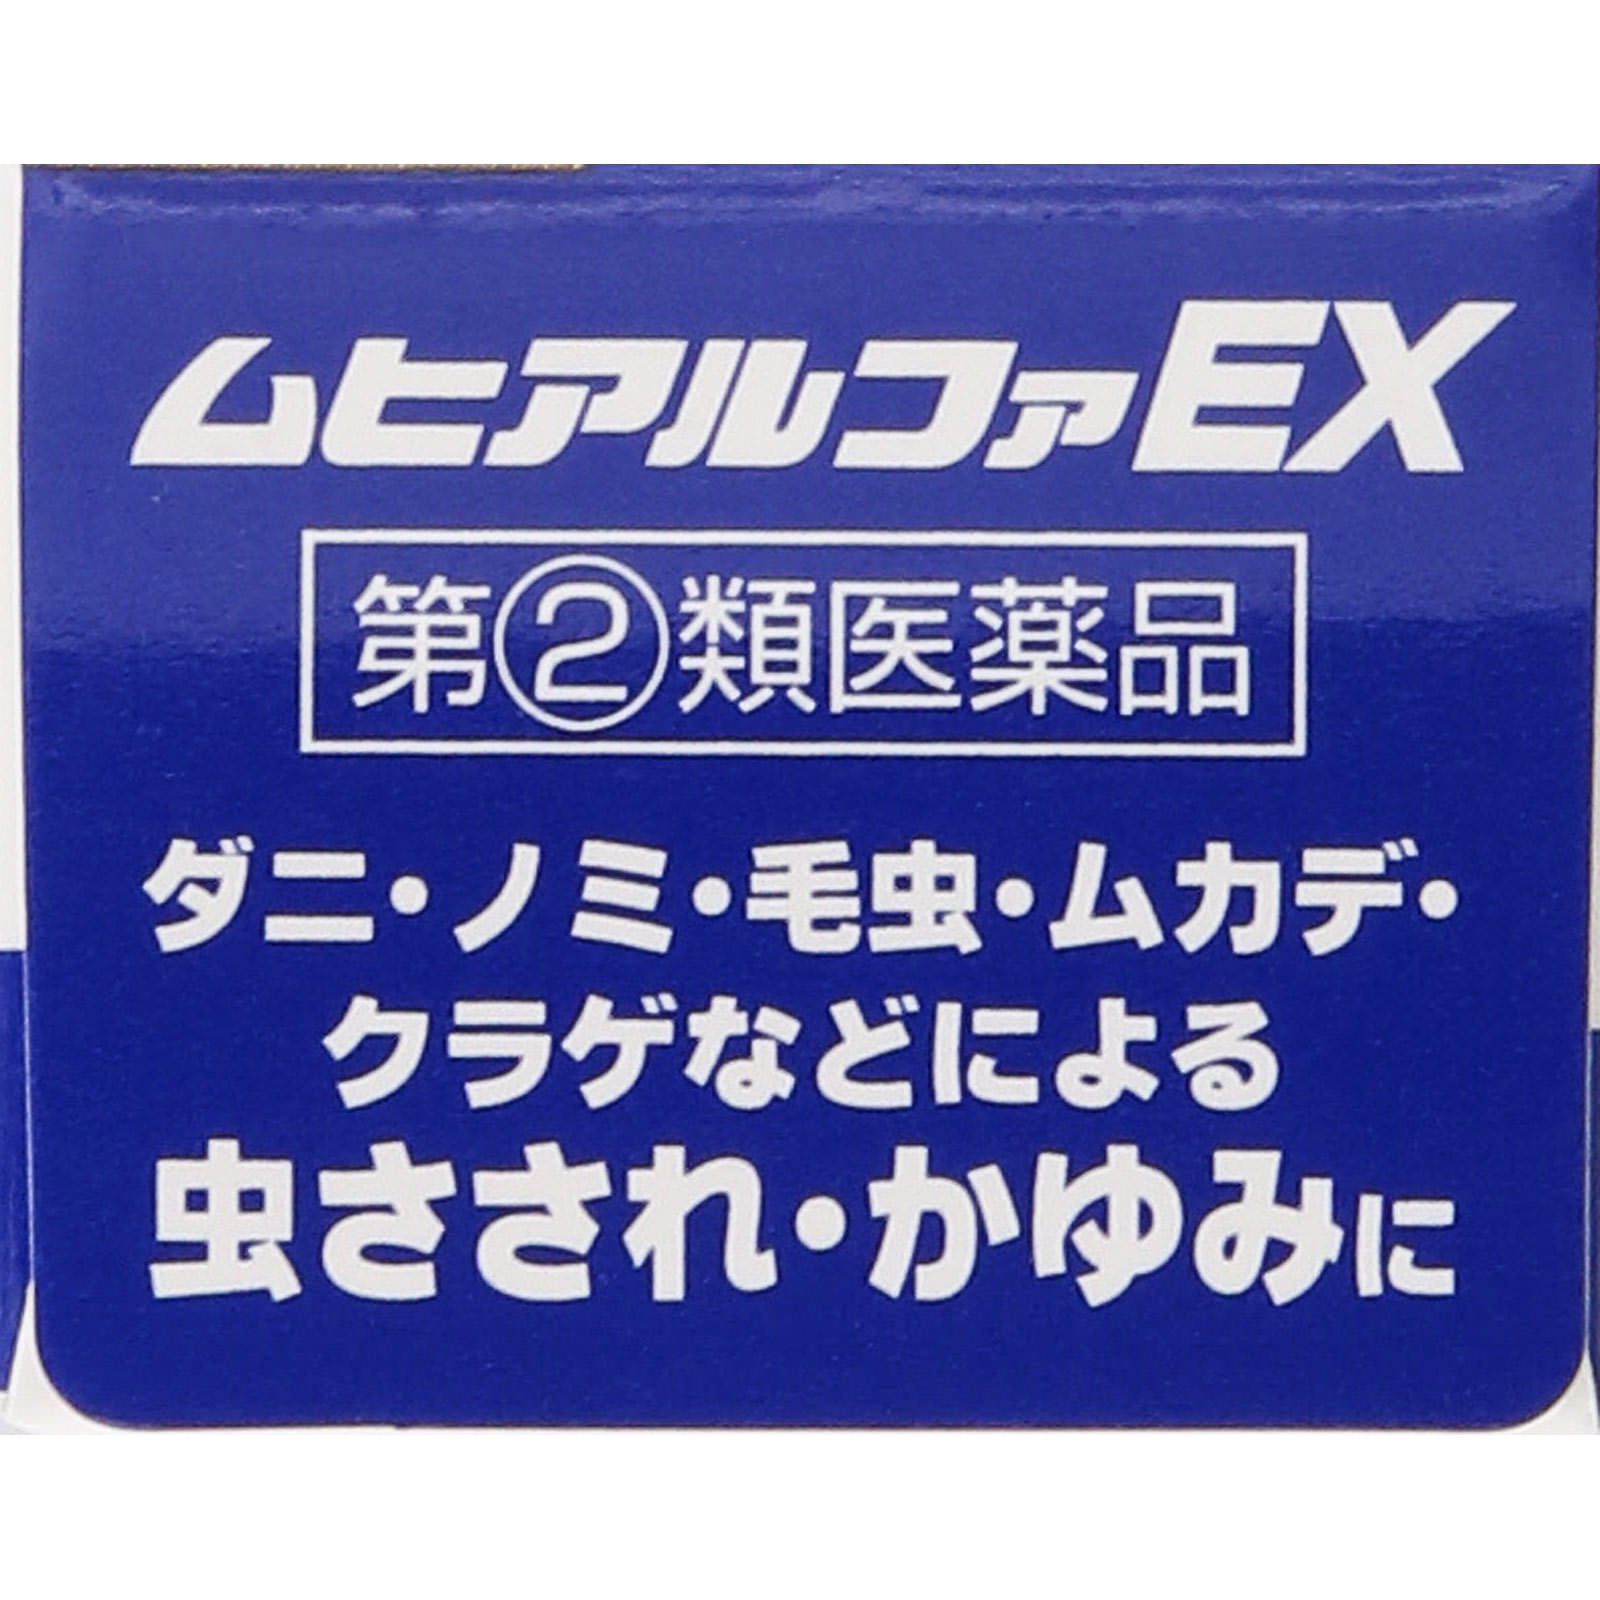 ムヒアルファEX
第②類医薬品
ダニ・ノミ・毛虫・ムカデ・
クラゲなどによる
虫さされ・かゆみに